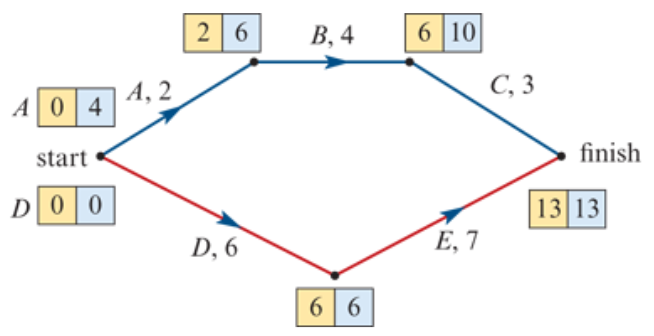 2 6
B, 4
6 10
A 0 4
A, 2
C, 3
start
finish
D 0 0
13 13
D, 6
E, 7
6 6